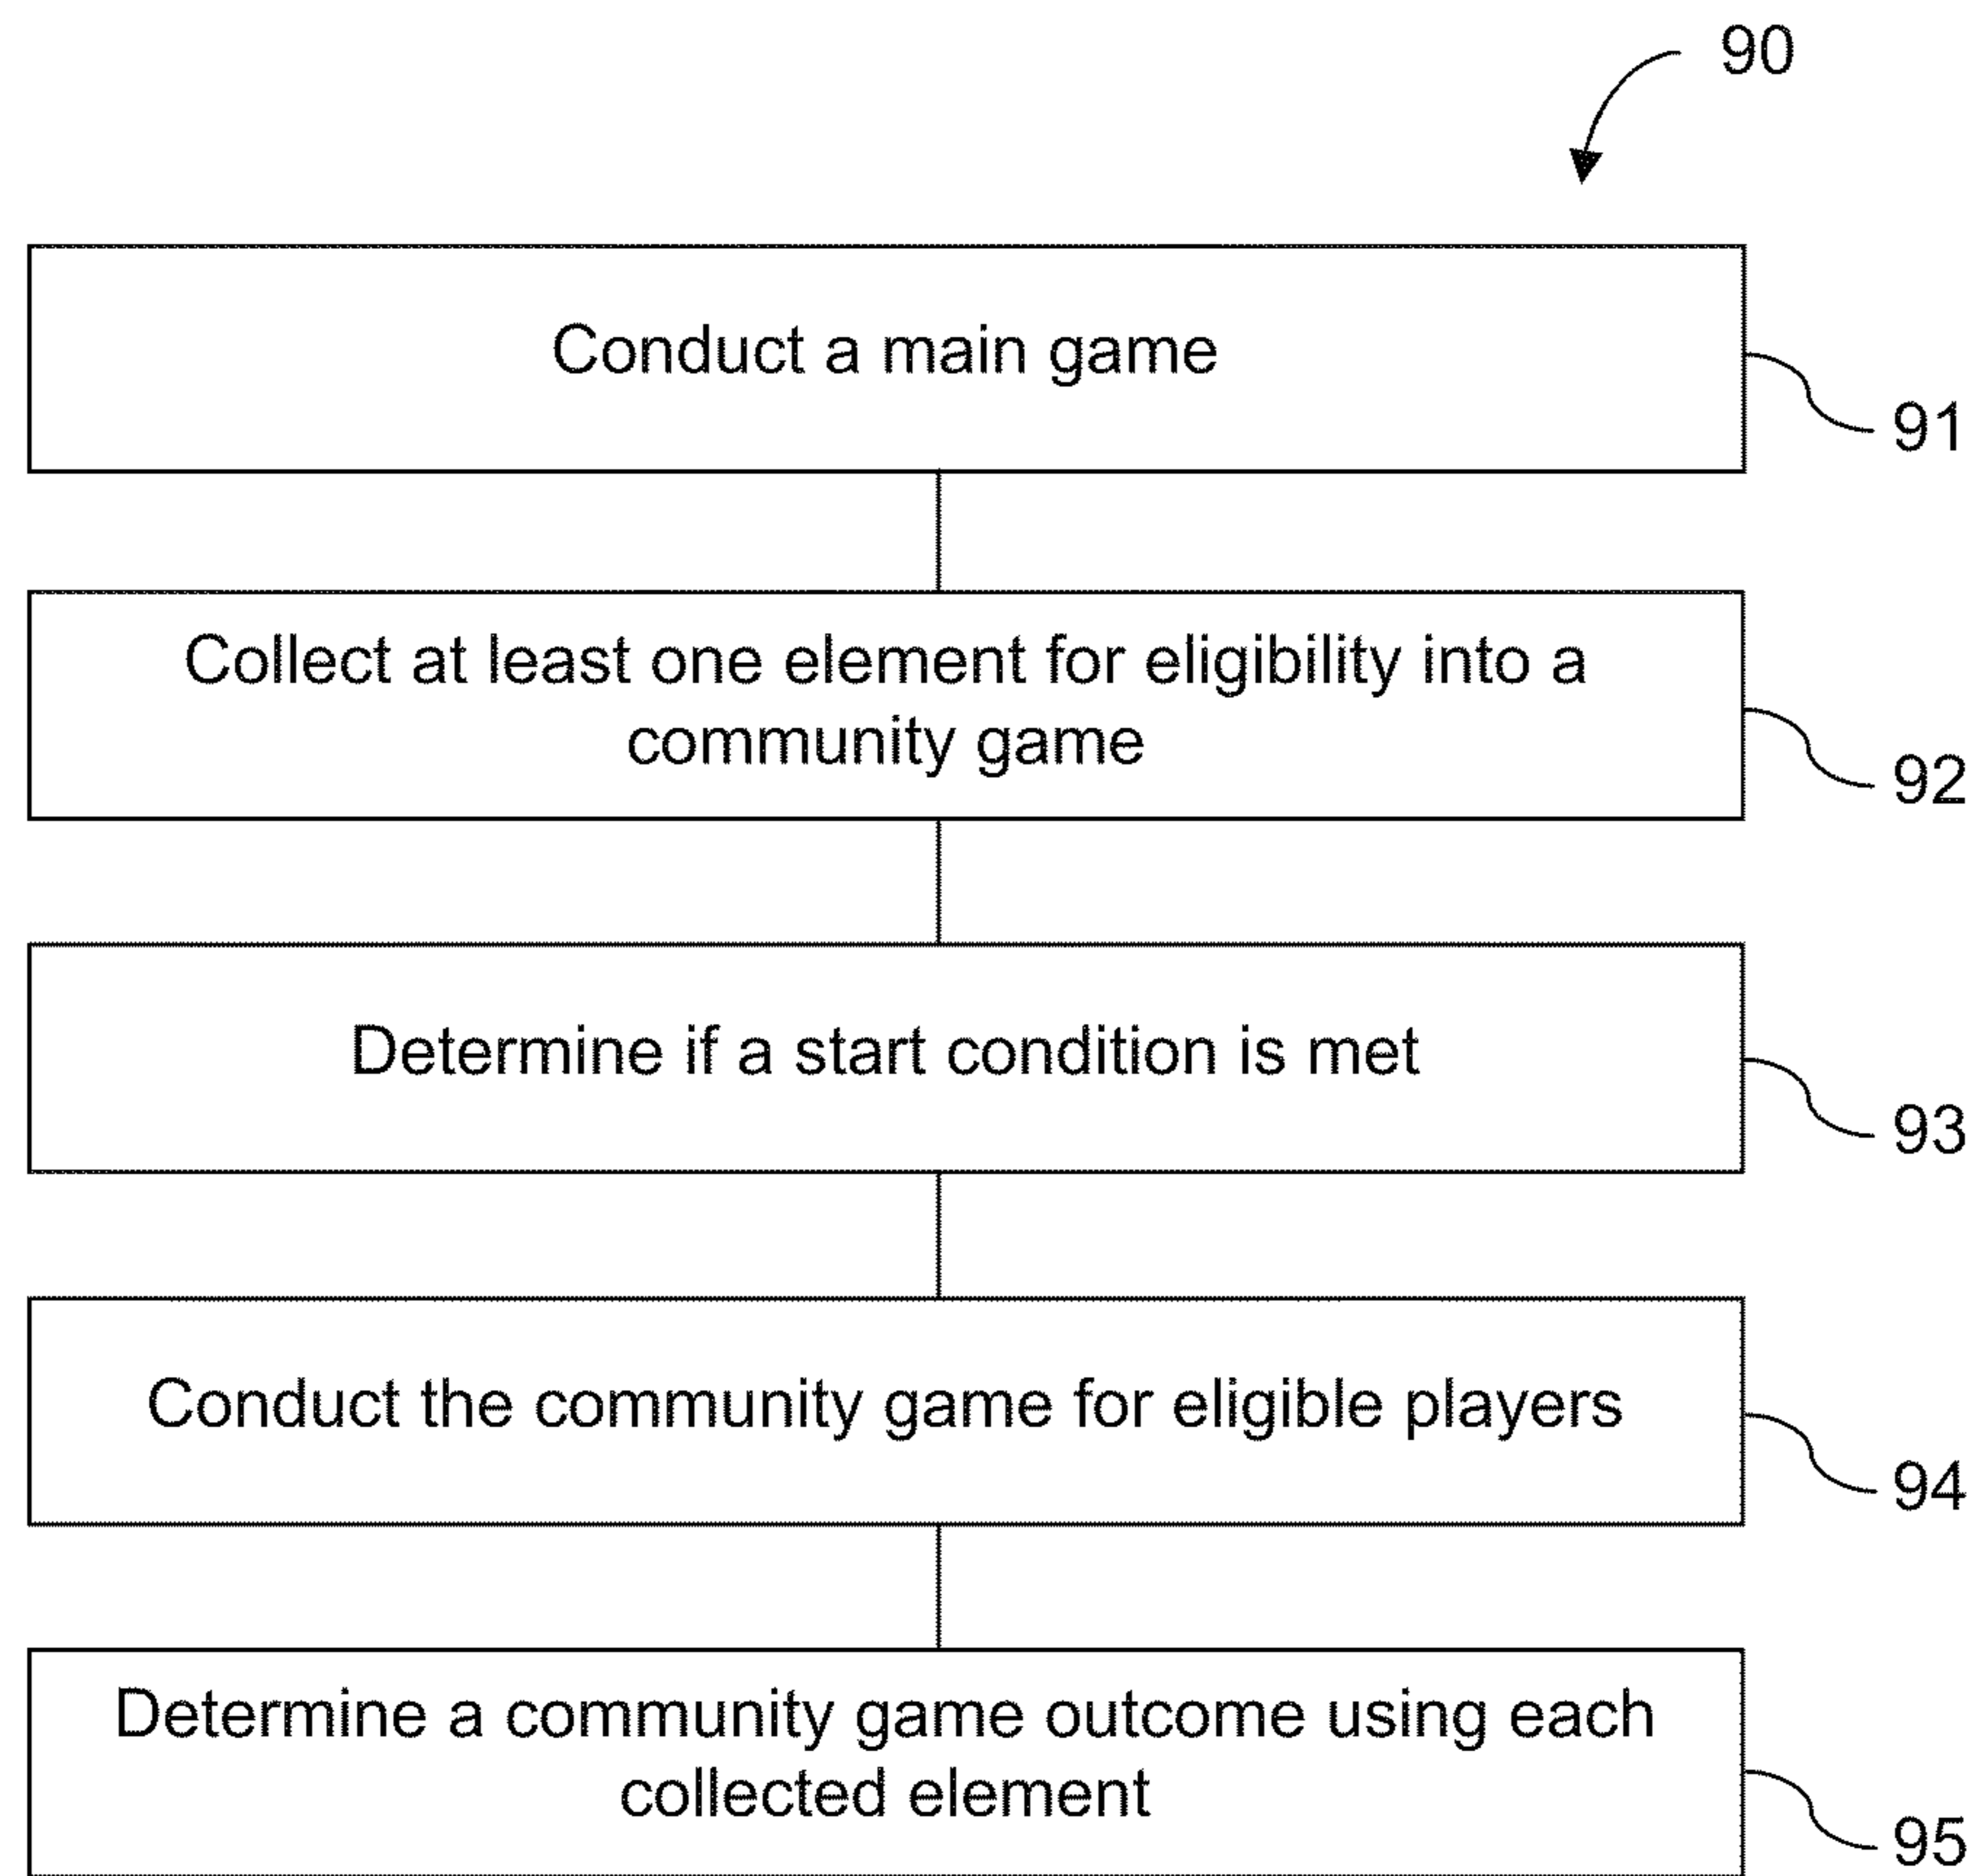 90
Conduct a main game
91
Collect at least one element for eligibility into a
community game
92
Determine if a start condition is met
93
Conduct the community game for eligible players
94
Determine a community game outcome using each
collected element
95